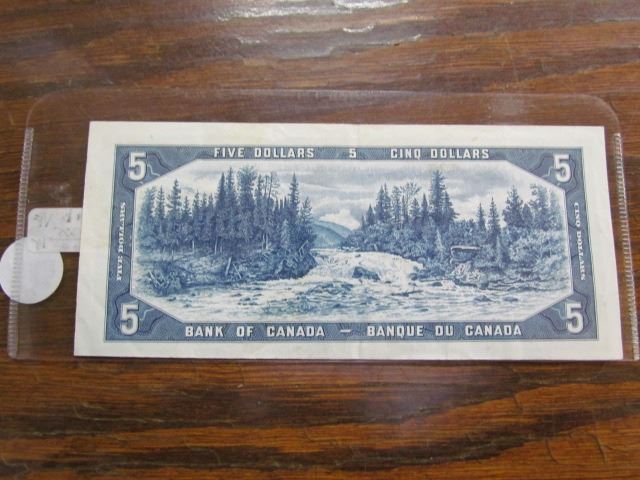 5 FIVE DOLLARS 5 CINQ DOLLARS 5
FIVE DOLLARS
CINQ DOLLARS
5 BANK OF CANADA — BANQUE DU CANADA 5